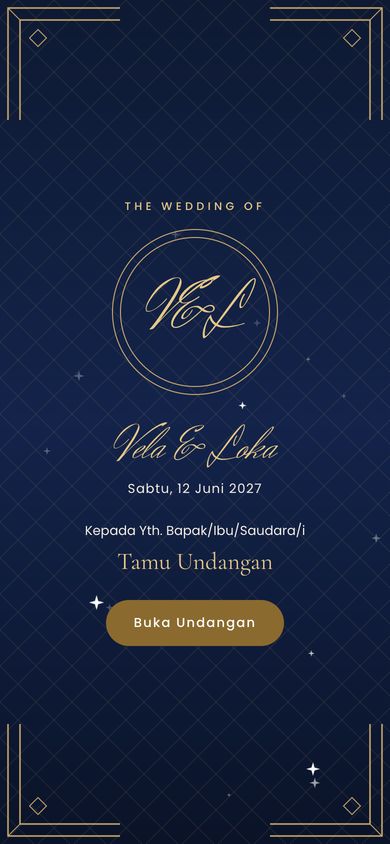 THE WEDDING OF
V&L
Vela & Loka
Sabtu, 12 Juni 2027
Kepada Yth. Bapak/Ibu/Saudara/i
Tamu Undangan
Buka Undangan